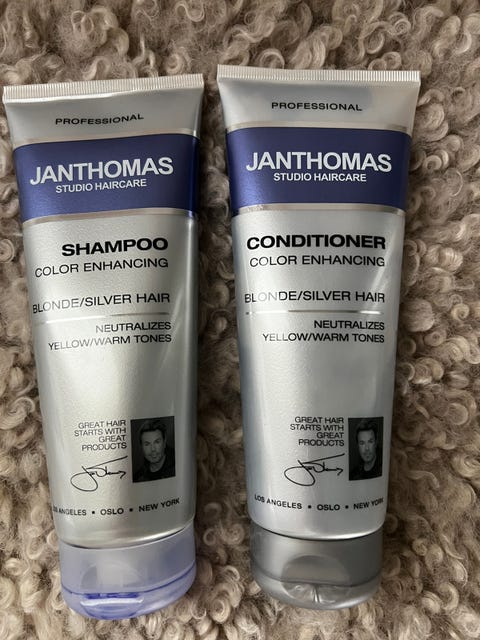 PROFESSIONAL
JANTHOMAS
STUDIO HAIRCARE
SHAMPOO
COLOR ENHANCING
BLONDE/SILVER HAIR
NEUTRALIZES
YELLOW/WARM TONES
GREAT HAIR
STARTS WITH
GREAT
PRODUCTS
LOS ANGELES • OSLO • NEW YORK
PROFESSIONAL
JANTHOMAS
STUDIO HAIRCARE
CONDITIONER
COLOR ENHANCING
BLONDE/SILVER HAIR
NEUTRALIZES
YELLOW/WARM TONES
GREAT HAIR
STARTS WITH
GREAT
PRODUCTS
LOS ANGELES • OSLO • NEW YORK